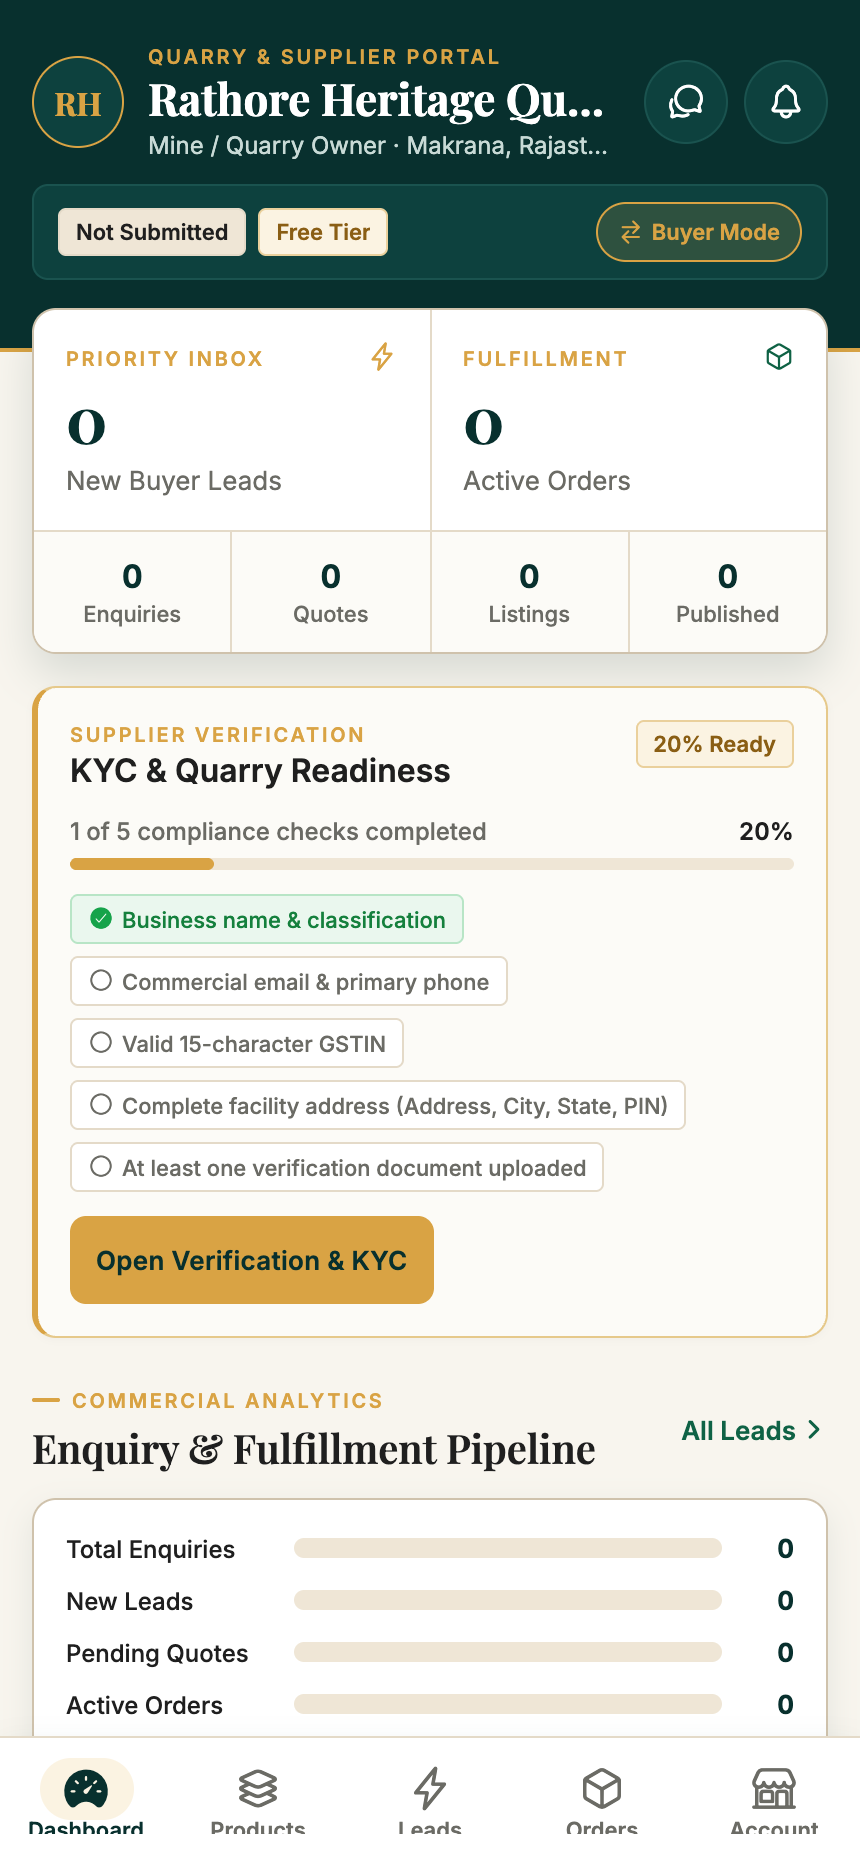 QUARRY & SUPPLIER PORTAL
RH
Rathore Heritage Qu...
Mine / Quarry Owner · Makrana, Rajast...
Not Submitted
Free Tier
Buyer Mode
PRIORITY INBOX
FULFILLMENT
0
0
New Buyer Leads
Active Orders
0
0
0
0
Enquiries
Quotes
Listings
Published
SUPPLIER VERIFICATION
20% Ready
KYC & Quarry Readiness
1 of 5 compliance checks completed
20%
Business name & classification
Commercial email & primary phone
Valid 15-character GSTIN
Complete facility address (Address, City, State, PIN)
At least one verification document uploaded
Open Verification & KYC
COMMERCIAL ANALYTICS
Enquiry & Fulfillment Pipeline
All Leads
Total Enquiries
0
New Leads
0
Pending Quotes
0
Active Orders
0
Dashboard
Products
Leads
Orders
Account